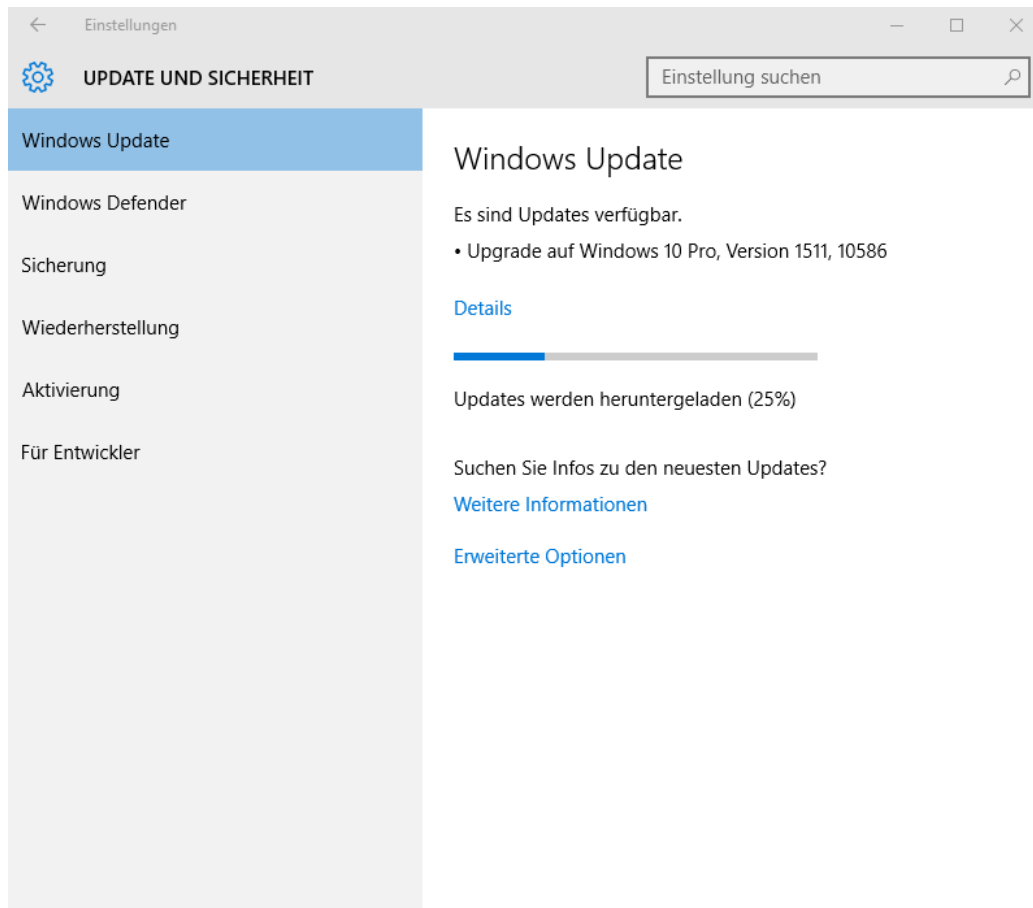 Einstellungen
UPDATE UND SICHERHEIT
Einstellung suchen
Windows Update
Windows Defender
Sicherung
Wiederherstellung
Aktivierung
Für Entwickler
Windows Update
Es sind Updates verfügbar.
• Upgrade auf Windows 10 Pro, Version 1511, 10586
Details
Updates werden heruntergeladen (25%)
Suchen Sie Infos zu den neuesten Updates?
Weitere Informationen
Erweiterte Optionen